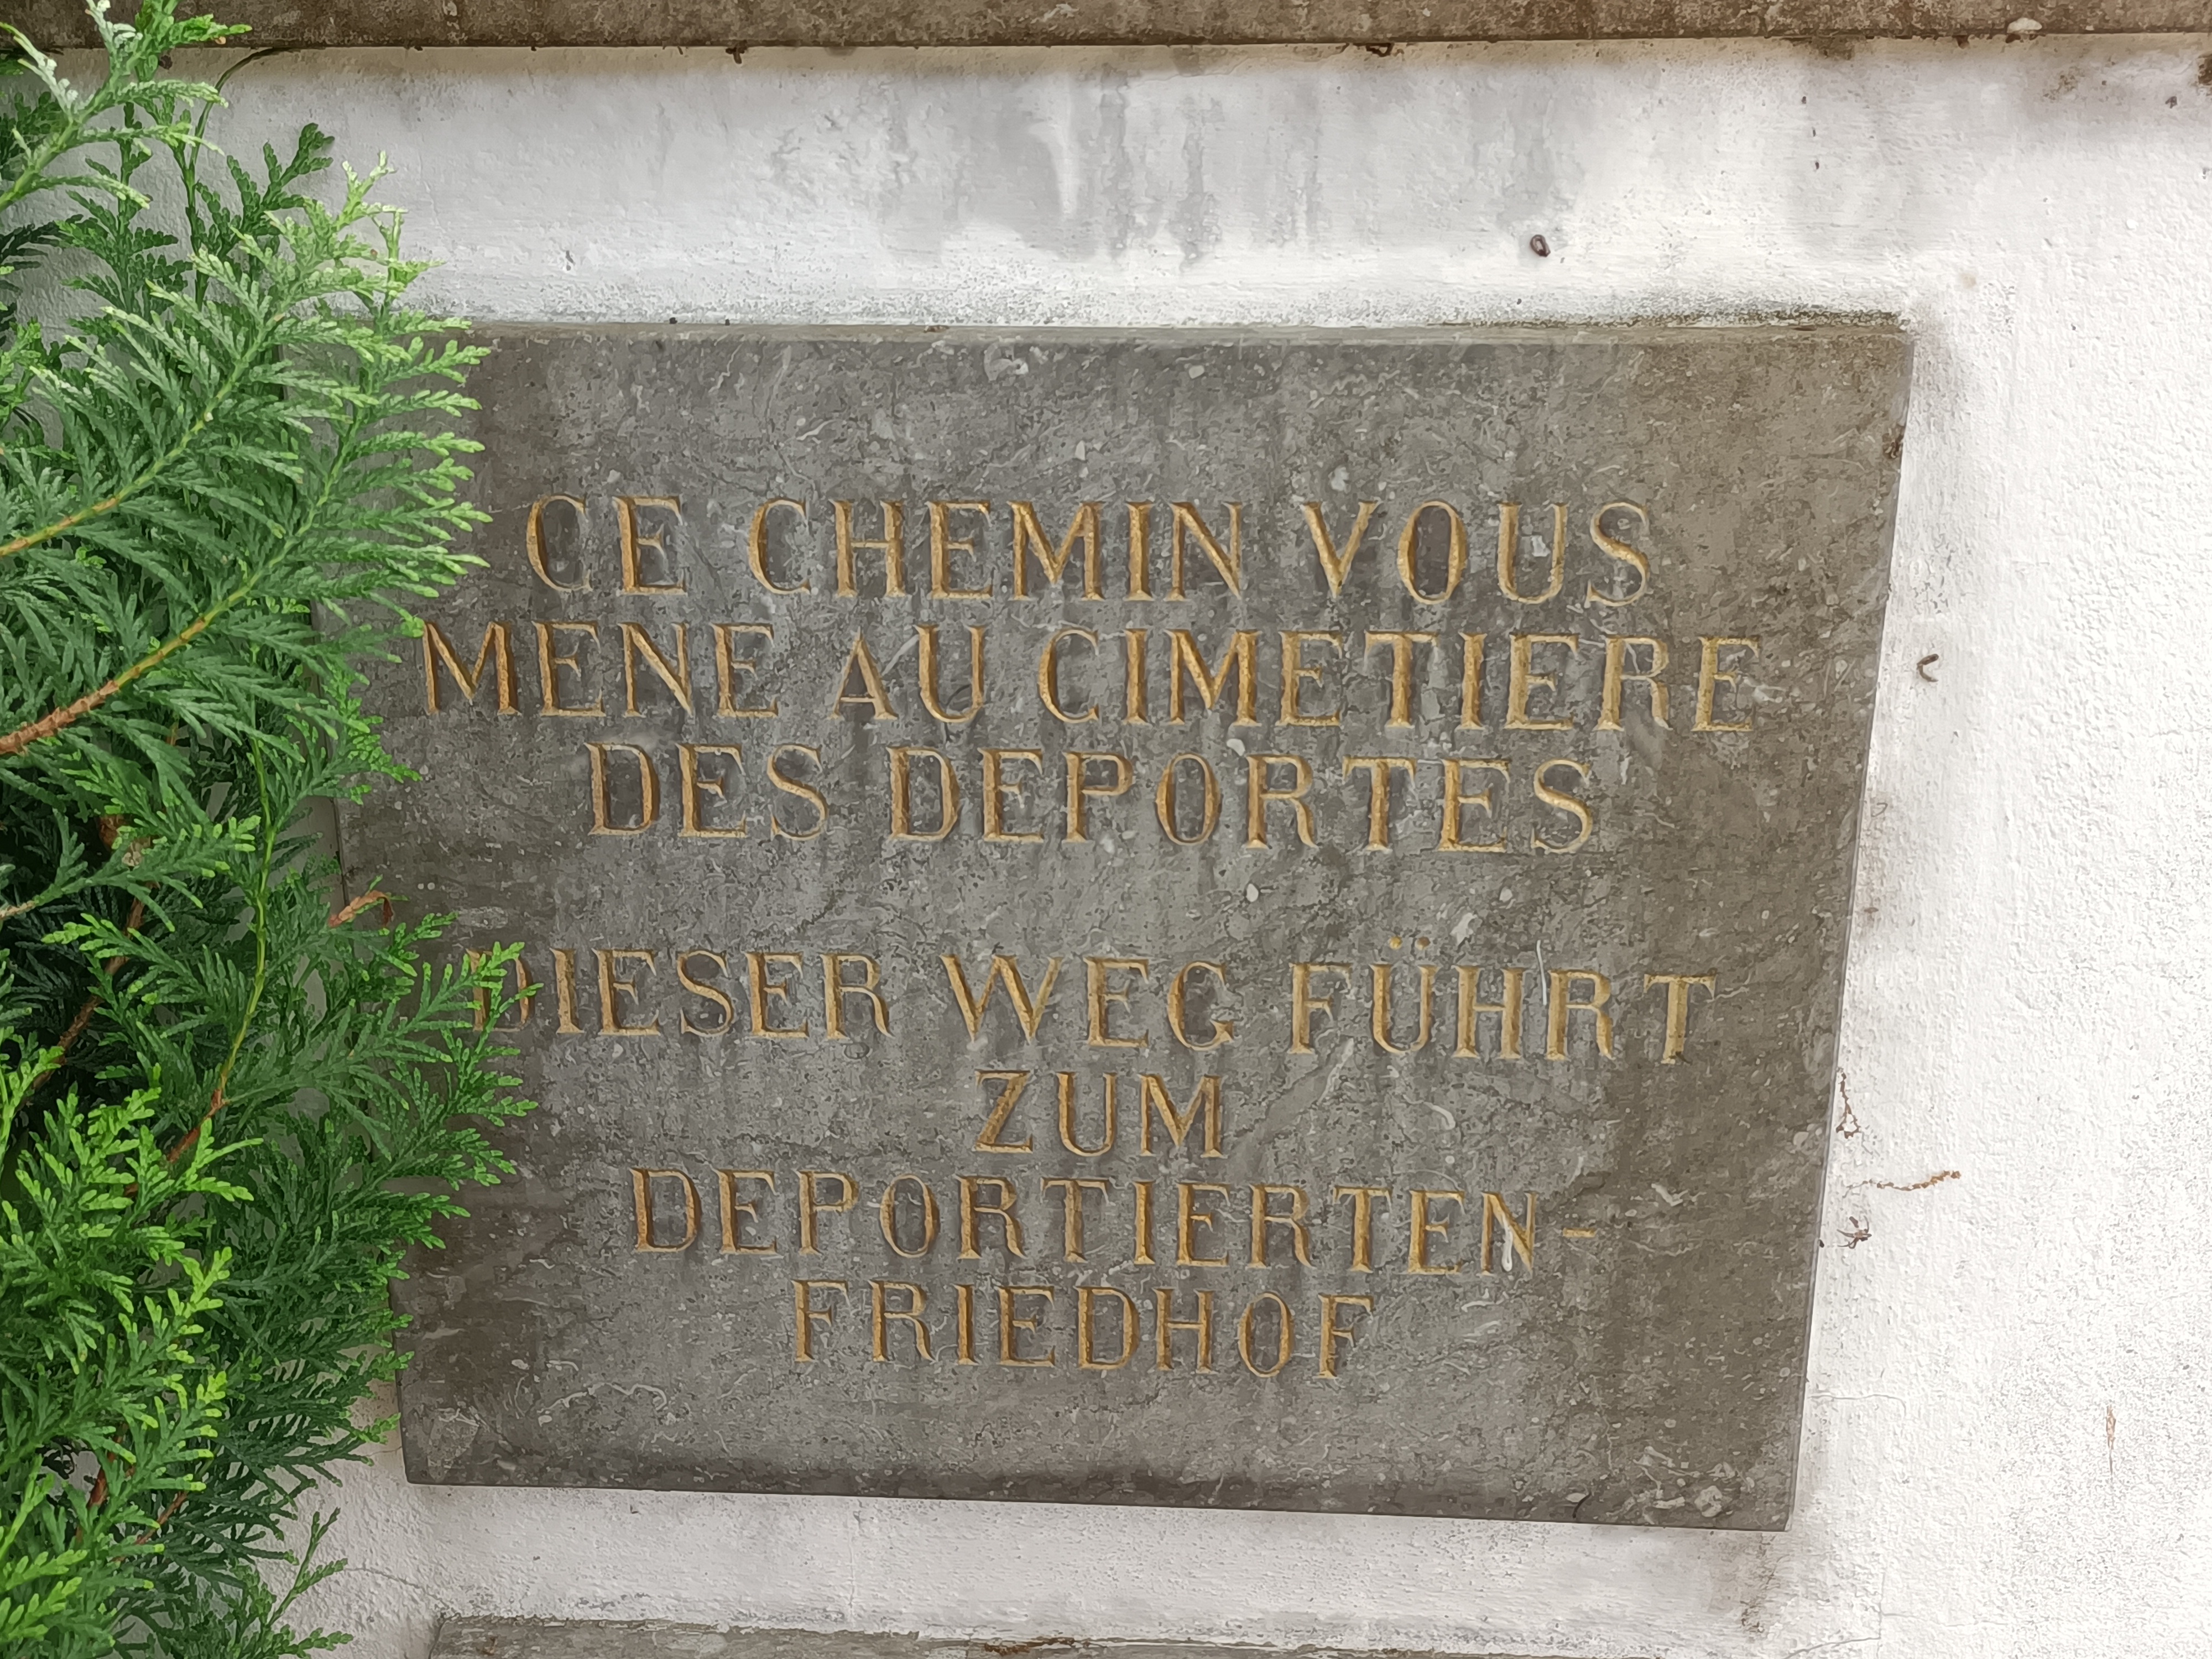 CE CHEMIN VOUS
MENE AU CIMETIERE
DES DEPORTES
DIESER WEG FÜHRT
ZUM
DEPORTIERTEN-
FRIEDHOF